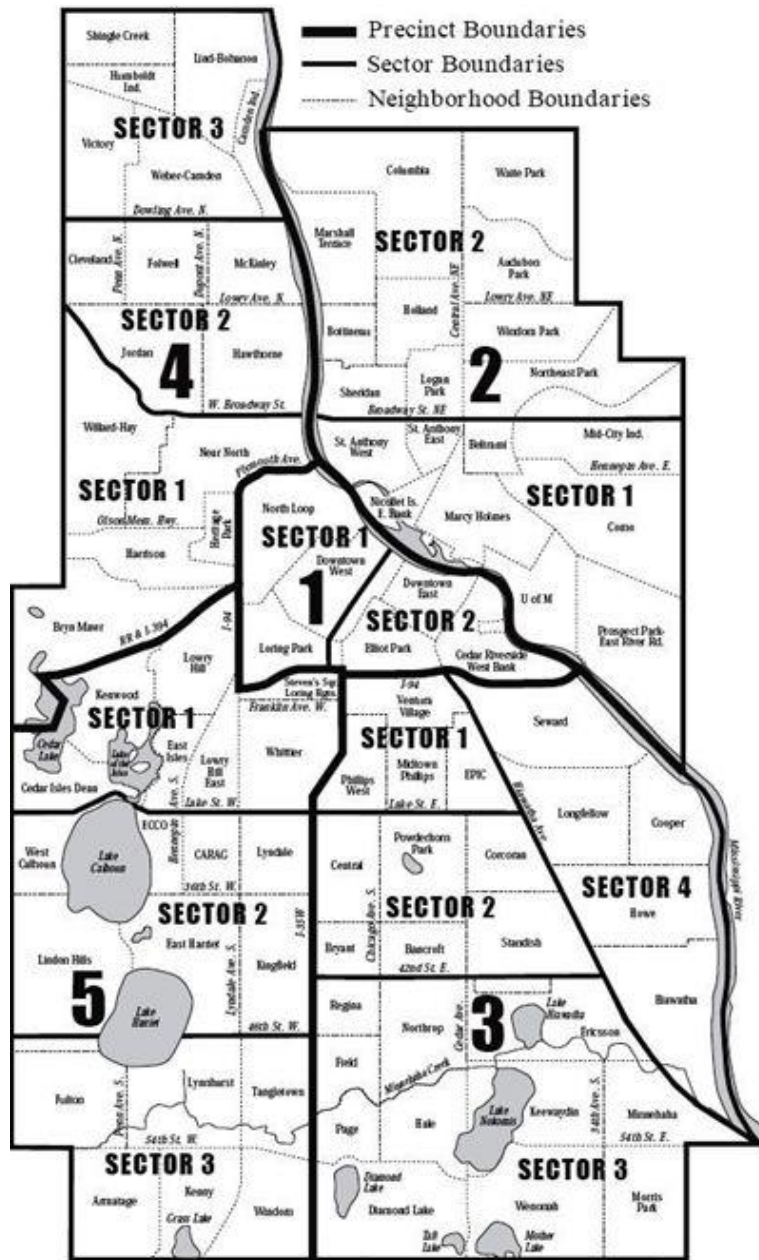 Precinct Boundaries
Sector Boundaries
Neighborhood Boundaries
Shingle Creek
Lind-Bohanon
Humboldt
Ind.
Camden Ind.
SECTOR 3
Victory
Weber-Camden
Dowling Ave. N.
Columbia
Waite Park
Marshall
Terrace
SECTOR 2
Audubon
Park
Cleveland
Penn Ave. N.
Folwell
Dupont Ave. N.
McKinley
Lowry Ave. N.
Central Ave. NE
Lowry Ave. NE
Holland
SECTOR 2
Bottineau
Windom Park
Jordan
4
Hawthorne
2
Northeast Park
Sheridan
Logan
Park
W. Broadway St.
Broadway St. NE
Willard-Hay
Near North
Plymouth Ave.
St. Anthony
West
St. Anthony
East
Beltrami
Mid-City Ind.
Hennepin Ave. E.
SECTOR 1
Olson Mem. Hwy.
Heritage
Park
North Loop
Nicollet Is.
E. Bank
Marcy Holmes
SECTOR 1
Como
SECTOR 1
Harrison
Downtown
West
1
Downtown
East
U of M
SECTOR 2
Bryn Mawr
RR & I-394
I-94
Loring Park
Elliot Park
Cedar Riverside
West Bank
Prospect Park-
East River Rd.
Lowry
Hill
Steven's Sq.
Loring Hgts.
I-94
Kenwood
Franklin Ave. W.
Ventura
Village
Seward
SECTOR 1
Cedar
Lake
Lake
of the
Isles
East
Isles
Lowry
Hill
East
Whittier
SECTOR 1
Phillips
West
Midtown
Phillips
EPIC
Cedar Isles Dean
Lake St. W.
Lake St. E.
Hiawatha Ave.
Longfellow
Cooper
Mississippi River
ECCO
Hennepin Ave. S.
West
Calhoun
Lake
Calhoun
CARAG
Lyndale
36th St. W.
Powderhorn
Park
Central
Corcoran
SECTOR 4
Howe
SECTOR 2
I-35W
Chicago Ave. S.
SECTOR 2
Linden Hills
East Harriet
Lyndale Ave. S.
Kingfield
Bryant
Bancroft
42nd St. E.
Standish
5
Lake
Harriet
46th St. W.
Hiawatha
Regina
Northrop
Cedar Ave.
3
Lake
Hiawatha
Ericsson
Field
Minnehaha Creek
Fulton
Penn Ave. S.
Lynnhurst
Tangletown
54th St. W.
Page
Hale
Lake
Nokomis
Keewaydin
34th Ave. S.
Minnehaha
54th St. E.
SECTOR 3
SECTOR 3
Armatage
Kenny
Grass Lake
Windom
Diamond
Lake
Diamond Lake
Wenonah
Morris
Park
Taft
Lake
Mother
Lake